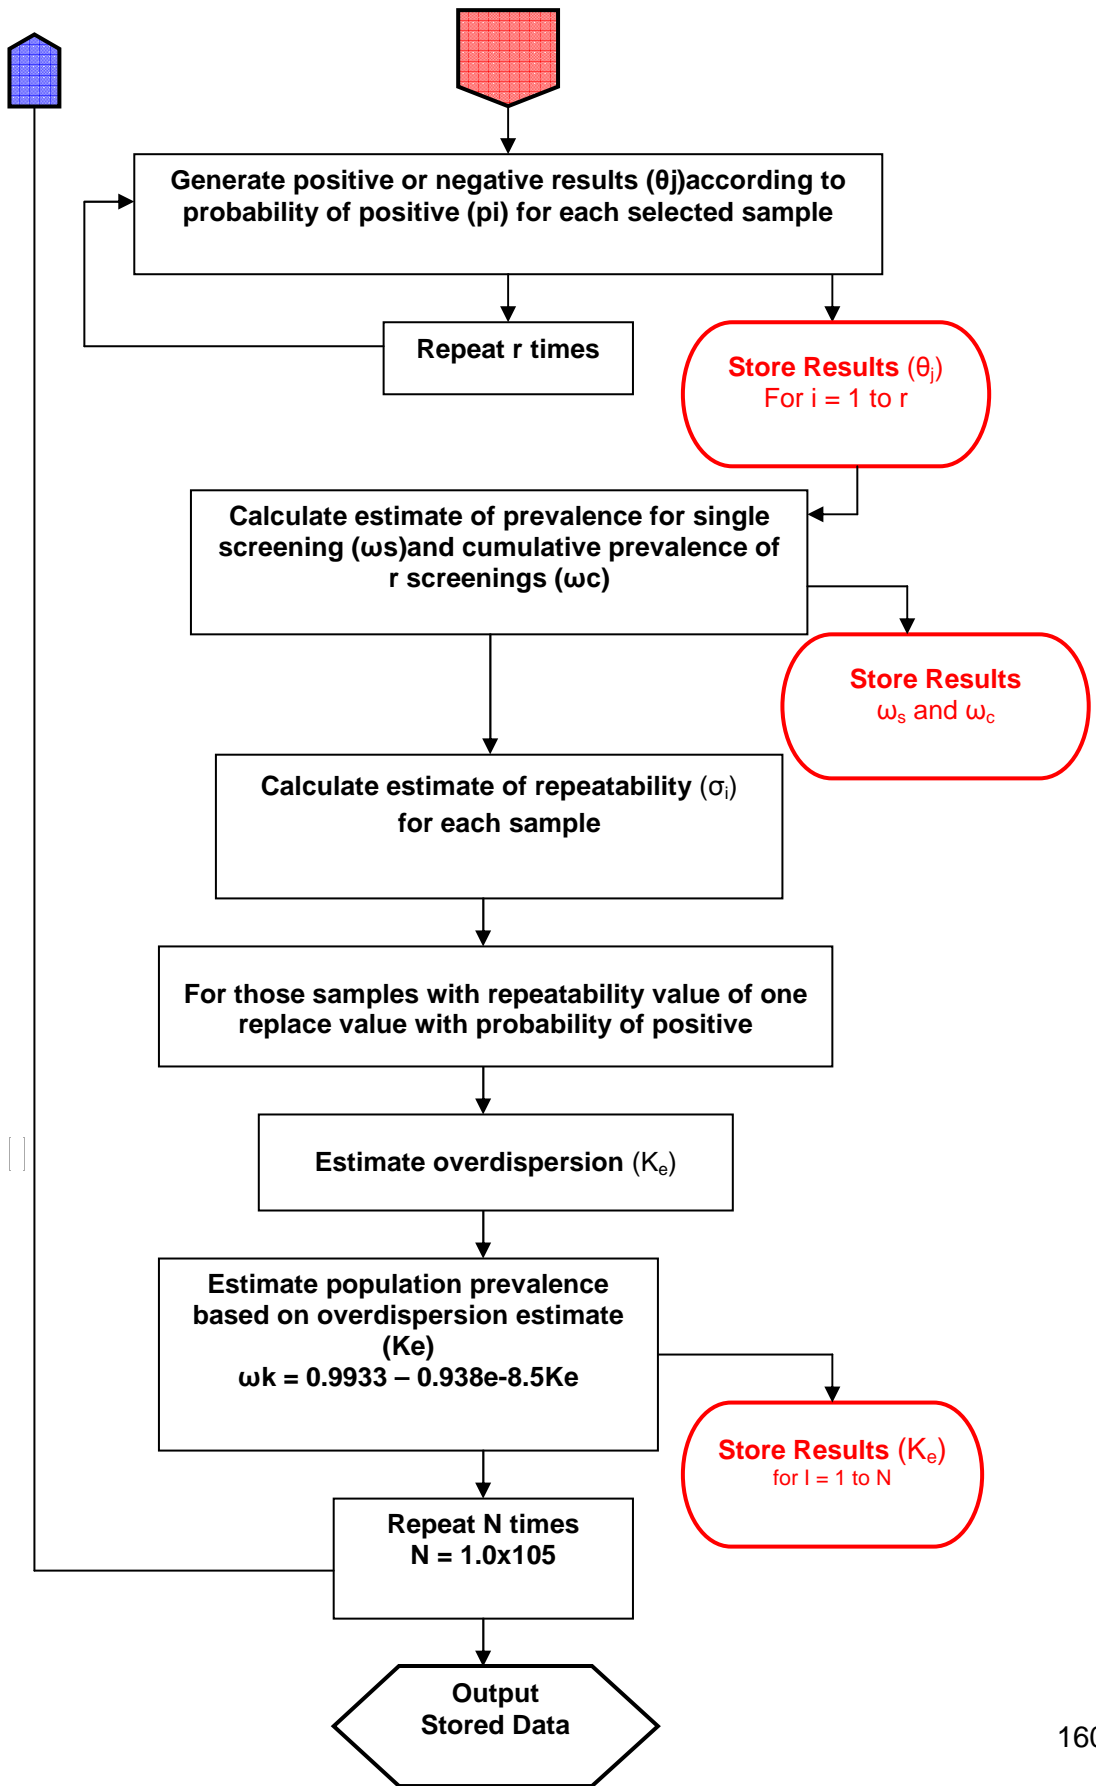 Generate positive or negative results (θj)according to
probability of positive (pi) for each selected sample
Repeat r times
Store Results (θj)
For i = 1 to r
Calculate estimate of prevalence for single
screening (ωs)and cumulative prevalence of
r screenings (ωc)
Store Results
ωs and ωc
Calculate estimate of repeatability (σi)
for each sample
For those samples with repeatability value of one
replace value with probability of positive
Estimate overdispersion (Ke)
Estimate population prevalence
based on overdispersion estimate
(Ke)
ωk = 0.9933 – 0.938e-8.5Ke
Store Results (Ke)
for I = 1 to N
Repeat N times
N = 1.0x105
Output
Stored Data
160